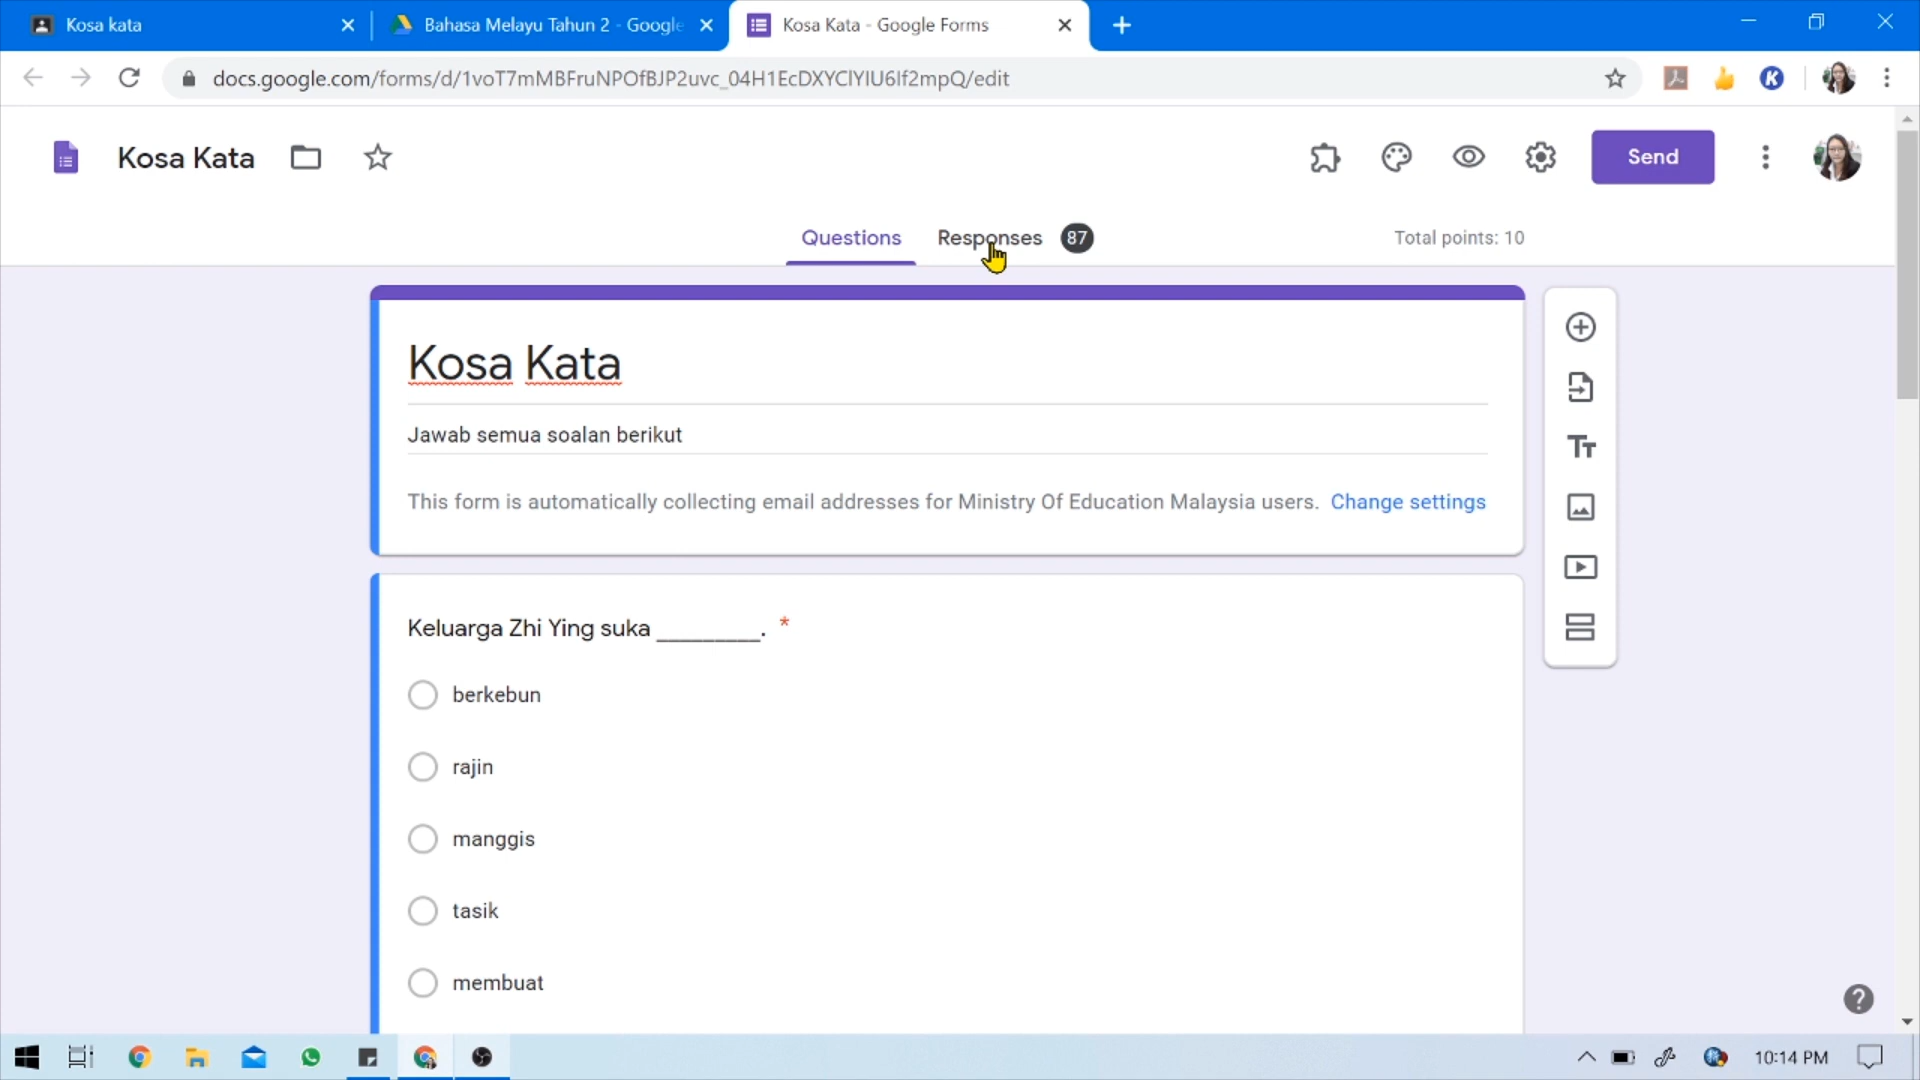 Kosa kata
Bahasa Melayu Tahun 2 - Google
Kosa Kata - Google Forms
docs.google.com/forms/d/1voT7mMBFruNPOfBJP2uvc_04H1EcDXYClYIU6If2mpQ/edit
Kosa Kata
Send
Questions
Responses 87
Total points: 10
Kosa Kata
Jawab semua soalan berikut
This form is automatically collecting email addresses for Ministry Of Education Malaysia users. Change settings
Keluarga Zhi Ying suka _________. *
berkebun
rajin
manggis
tasik
membuat
10:14 PM